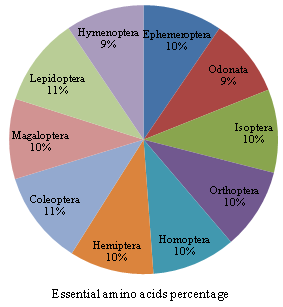 Hymenoptera
9%
Ephemeroptera
10%
Odonata
9%
Isoptera
10%
Orthoptera
10%
Homoptera
10%
Hemiptera
10%
Coleoptera
11%
Magaloptera
10%
Lepidoptera
11%
Essential amino acids percentage